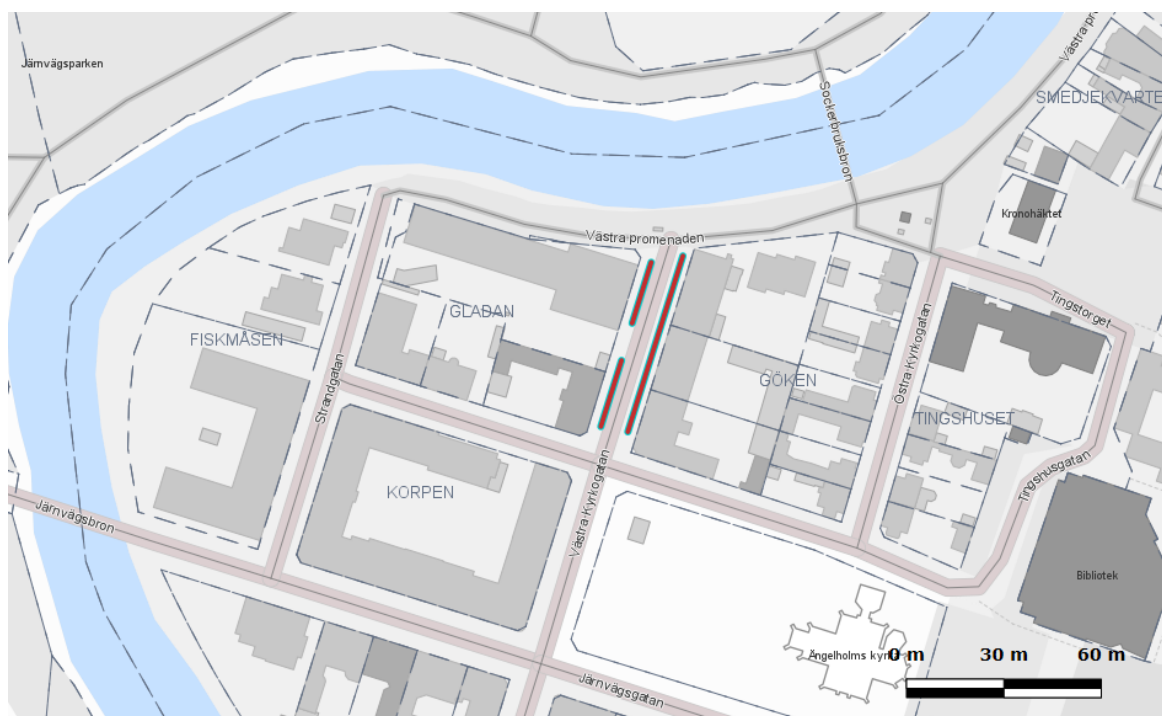 Västra pro
Järnvägsparken
SMEDJEKVARTE
Sockerbruksbron
Kronohäktet
Västra promenaden
Tingstorget
GLADAN
FISKMÅSEN
Strandgatan
GÖKEN
Östra Kyrkogatan
TINGSHUSET
Tingshusgatan
KORPEN
Järnvägsbron
Västra Kyrkogatan
Bibliotek
Ängelholms kyrk
0 m 30 m 60 m
Järnvägsgatan